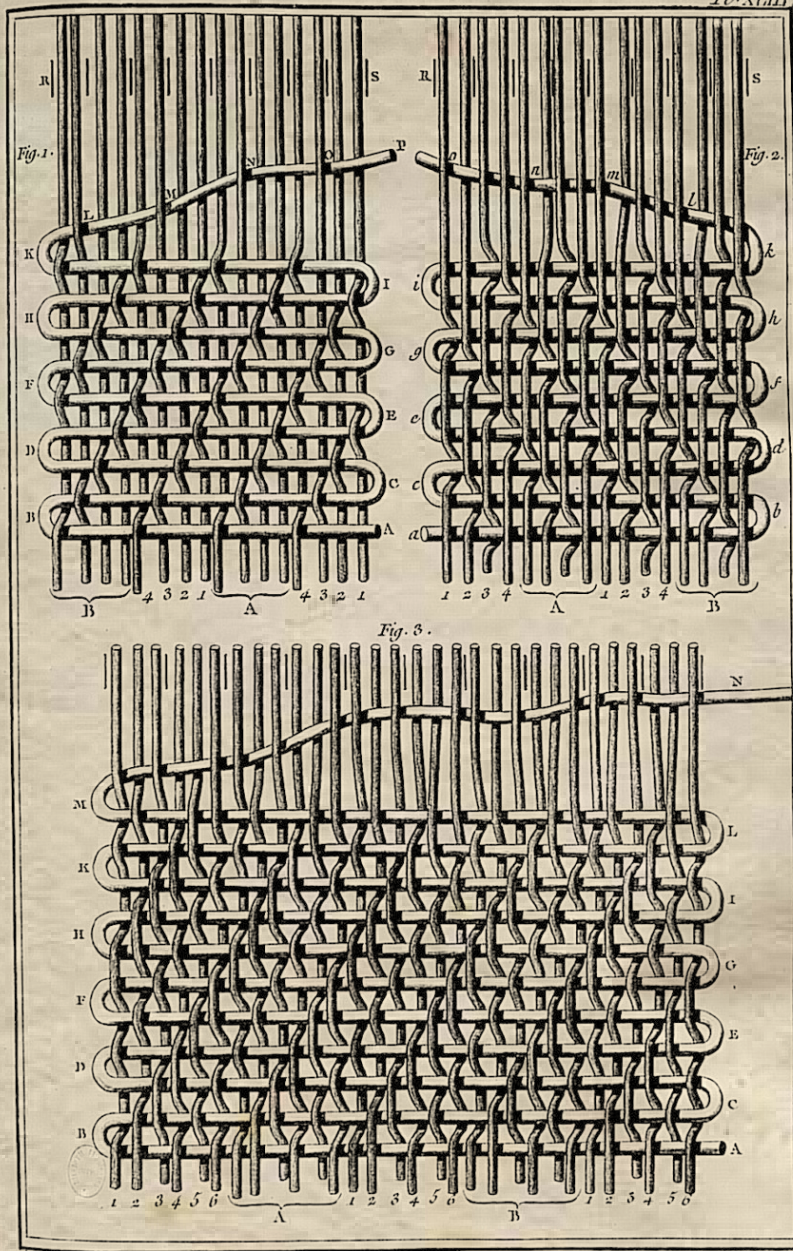 R S R S
Fig. 1. P Fig. 2.
L M N O o n m l
K k
I i
H h
G g
F f
E e
D d
C c
B b
A a
4 3 2 1 4 3 2 1 1 2 3 4 1 2 3 4
B A A B
Fig. 3.
N
M
L
K
I
H
G
F
E
D
C
B
A
1 2 3 4 5 6 1 2 3 4 5 6 1 2 3 4 5 6
A B